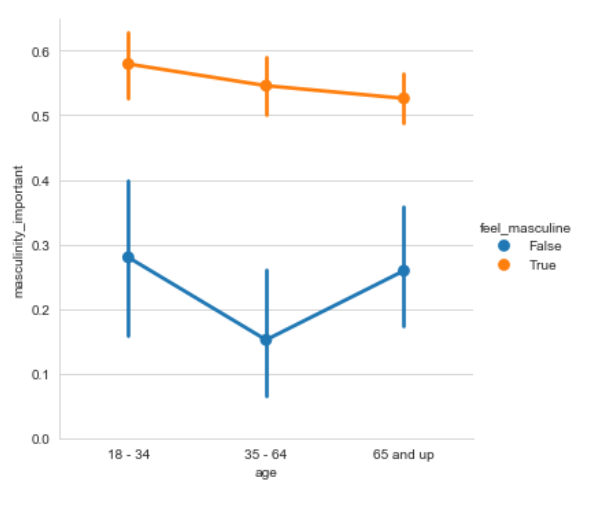 masculinity_important
0.6
0.5
0.4
0.3
0.2
0.1
0.0
18 - 34
35 - 64
65 and up
age
feel_masculine
False
True